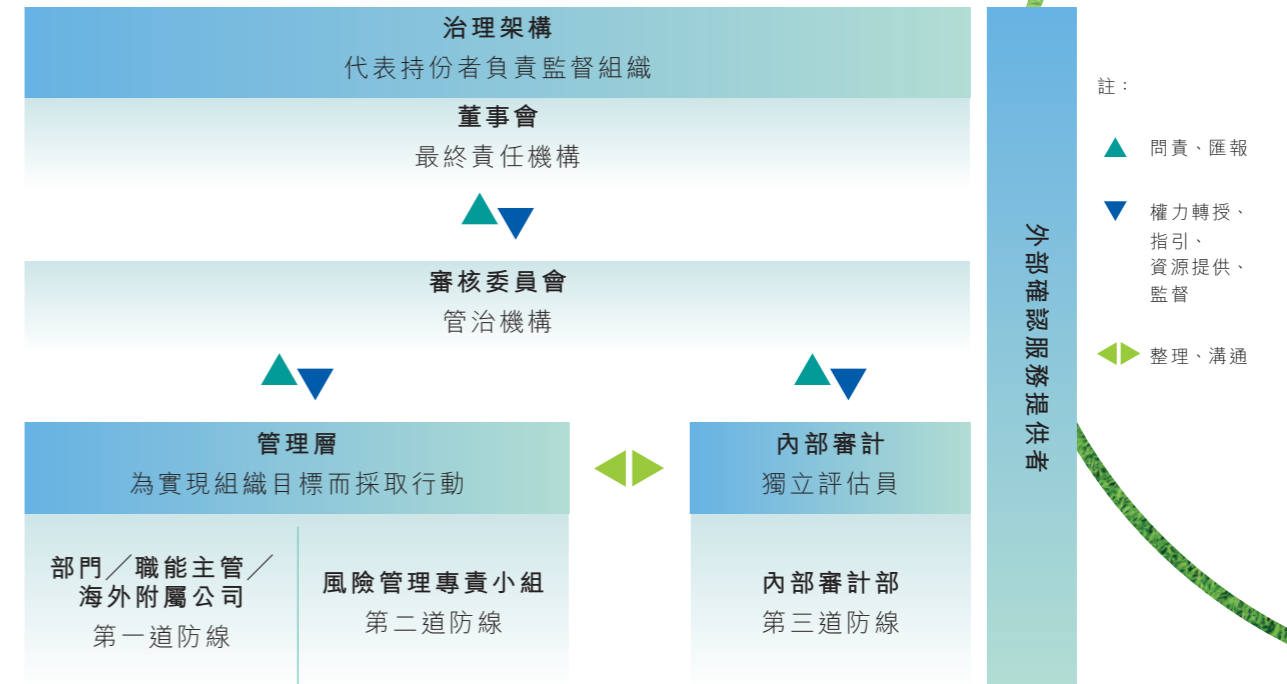 治理架構
代表持份者負責監督組織
董事會
最終責任機構
審核委員會
管治機構
管理層
為實現組織目標而採取行動
部門／職能主管／
海外附屬公司
第一道防線
風險管理專責小組
第二道防線
內部審計
獨立評估員
內部審計部
第三道防線
外部確認服務提供者
註：
問責、匯報
權力轉授、
指引、
資源提供、
監督
整理、溝通